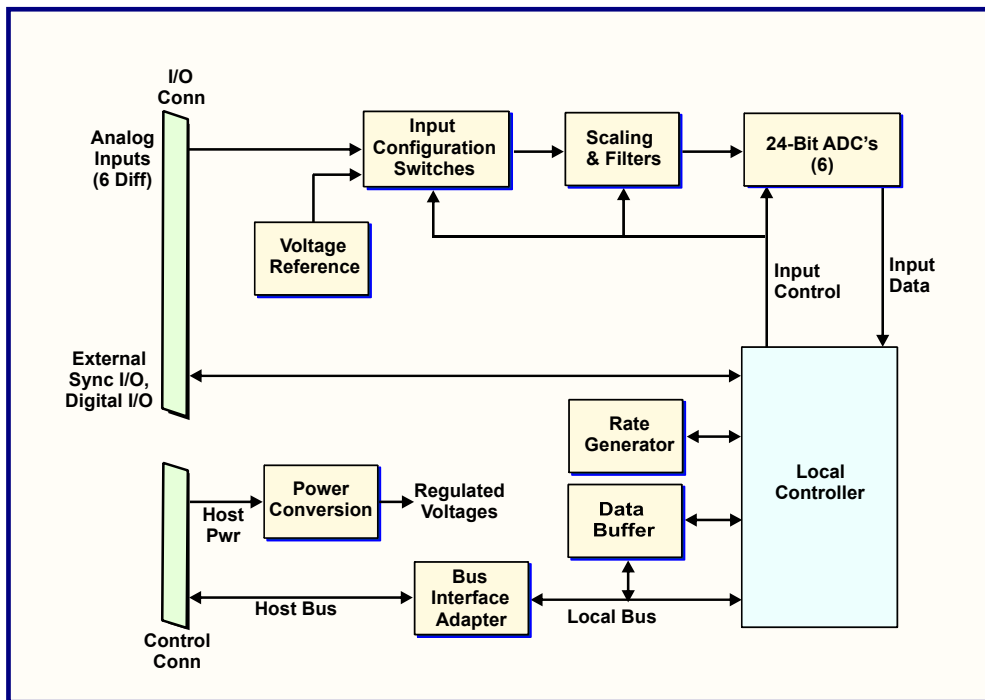 I/O
Conn
Analog
Inputs
(6 Diff)
Input
Configuration
Switches
Scaling
& Filters
24-Bit ADC's
(6)
Voltage
Reference
Input
Control
Input
Data
External
Sync I/O,
Digital I/O
Rate
Generator
Local
Controller
Host
Pwr
Power
Conversion
Regulated
Voltages
Data
Buffer
Host Bus
Bus
Interface
Adapter
Local Bus
Control
Conn